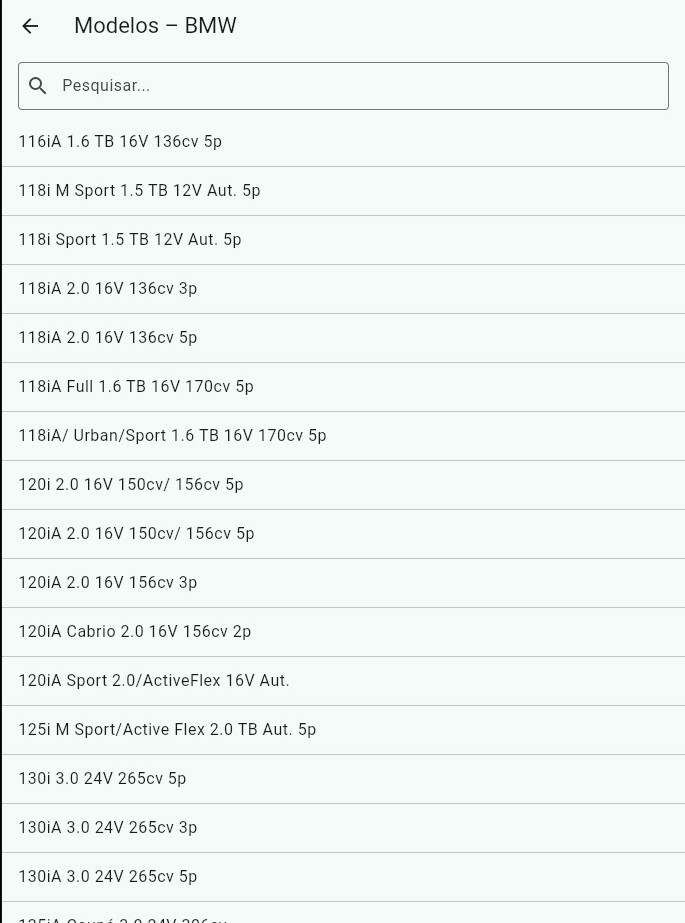 Modelos – BMW
Pesquisar...
116iA 1.6 TB 16V 136cv 5p
118i M Sport 1.5 TB 12V Aut. 5p
118i Sport 1.5 TB 12V Aut. 5p
118iA 2.0 16V 136cv 3p
118iA 2.0 16V 136cv 5p
118iA Full 1.6 TB 16V 170cv 5p
118iA/ Urban/Sport 1.6 TB 16V 170cv 5p
120i 2.0 16V 150cv/ 156cv 5p
120iA 2.0 16V 150cv/ 156cv 5p
120iA 2.0 16V 156cv 3p
120iA Cabrio 2.0 16V 156cv 2p
120iA Sport 2.0/ActiveFlex 16V Aut.
125i M Sport/Active Flex 2.0 TB Aut. 5p
130i 3.0 24V 265cv 5p
130iA 3.0 24V 265cv 3p
130iA 3.0 24V 265cv 5p